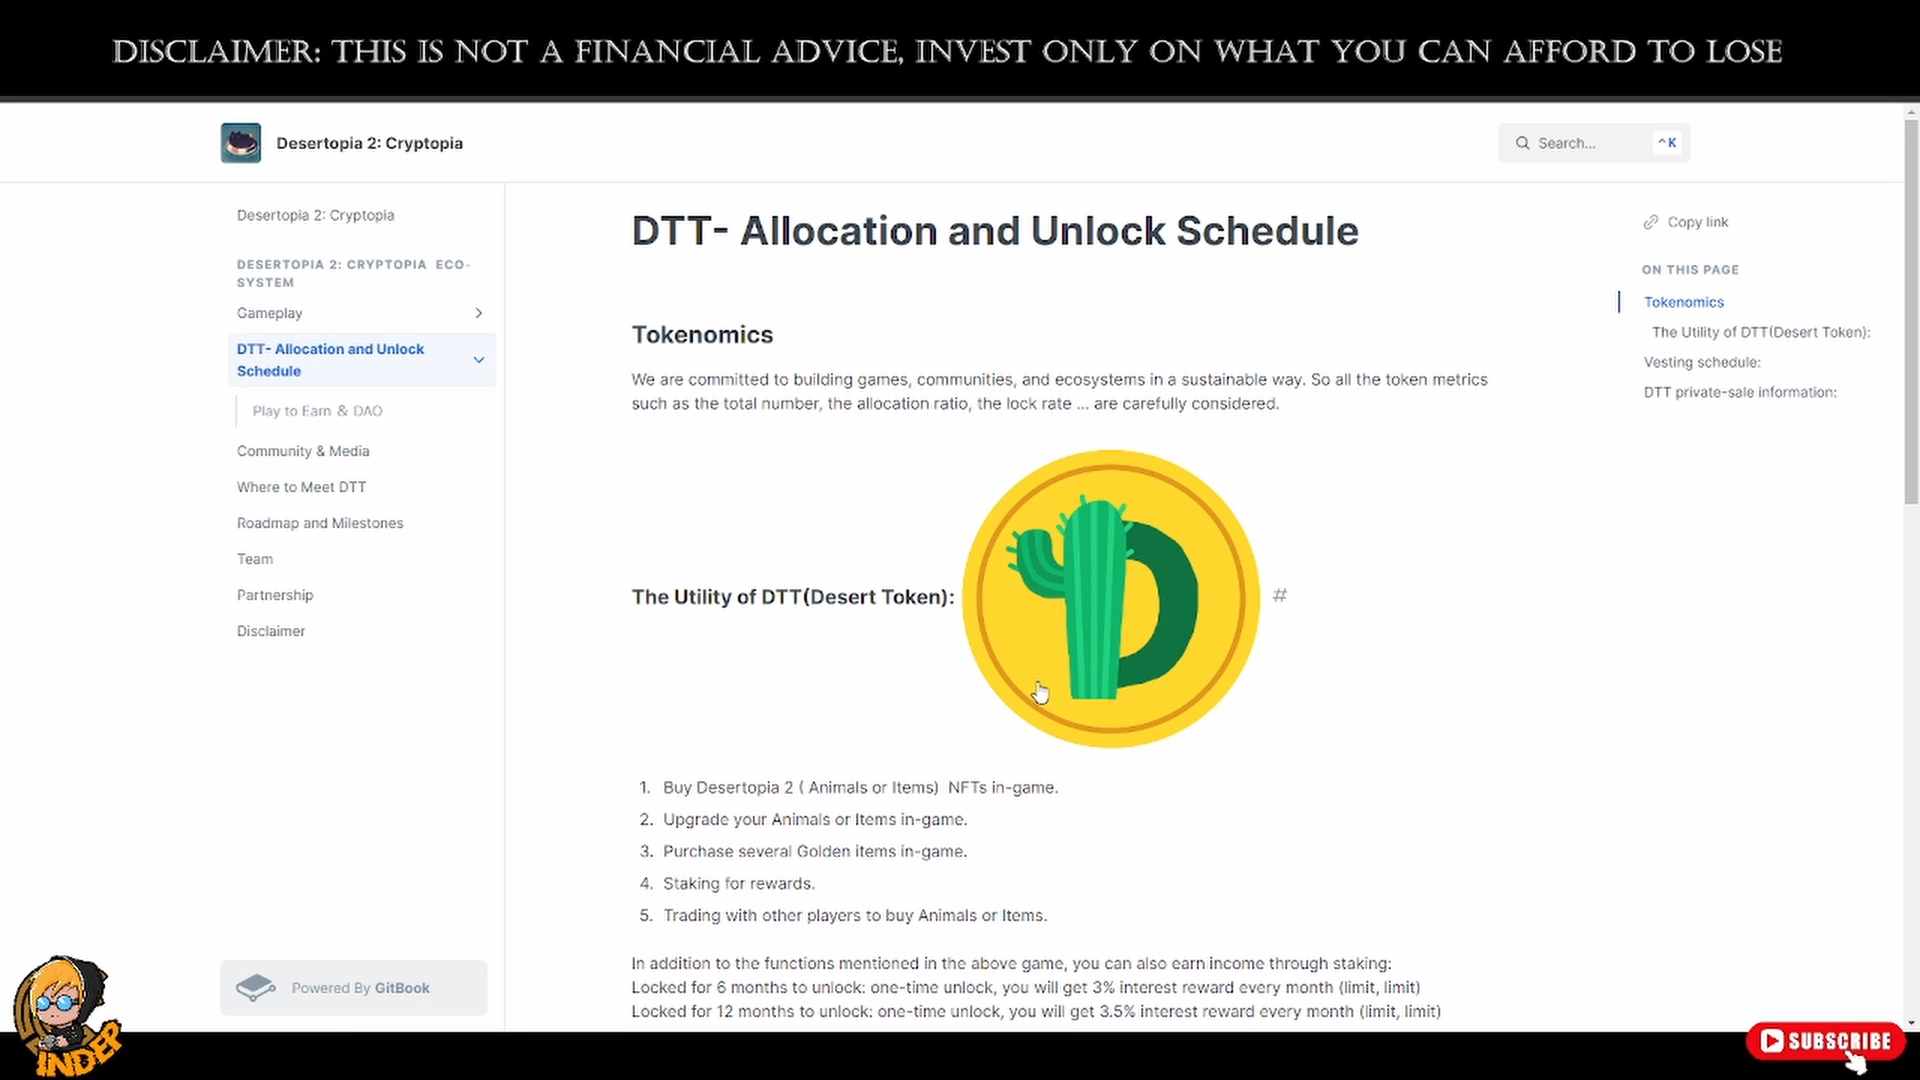 DISCLAIMER: THIS IS NOT A FINANCIAL ADVICE, INVEST ONLY ON WHAT YOU CAN AFFORD TO LOSE
Desertopia 2: Cryptopia
Search...
^K
Desertopia 2: Cryptopia
DESERTOPIA 2: CRYPTOPIA ECO-
SYSTEM
Gameplay
DTT- Allocation and Unlock
Schedule
Play to Earn & DAO
Community & Media
Where to Meet DTT
Roadmap and Milestones
Team
Partnership
Disclaimer
Powered By GitBook
DTT- Allocation and Unlock Schedule
Tokenomics
We are committed to building games, communities, and ecosystems in a sustainable way. So all the token metrics
such as the total number, the allocation ratio, the lock rate ... are carefully considered.
The Utility of DTT(Desert Token):
D
#
1. Buy Desertopia 2 ( Animals or Items) NFTs in-game.
2. Upgrade your Animals or Items in-game.
3. Purchase several Golden items in-game.
4. Staking for rewards.
5. Trading with other players to buy Animals or Items.
In addition to the functions mentioned in the above game, you can also earn income through staking:
Locked for 6 months to unlock: one-time unlock, you will get 3% interest reward every month (limit, limit)
Locked for 12 months to unlock: one-time unlock, you will get 3.5% interest reward every month (limit, limit)
Copy link
ON THIS PAGE
Tokenomics
The Utility of DTT(Desert Token):
Vesting schedule:
DTT private-sale information:
INDEP
SUBSCRIBE